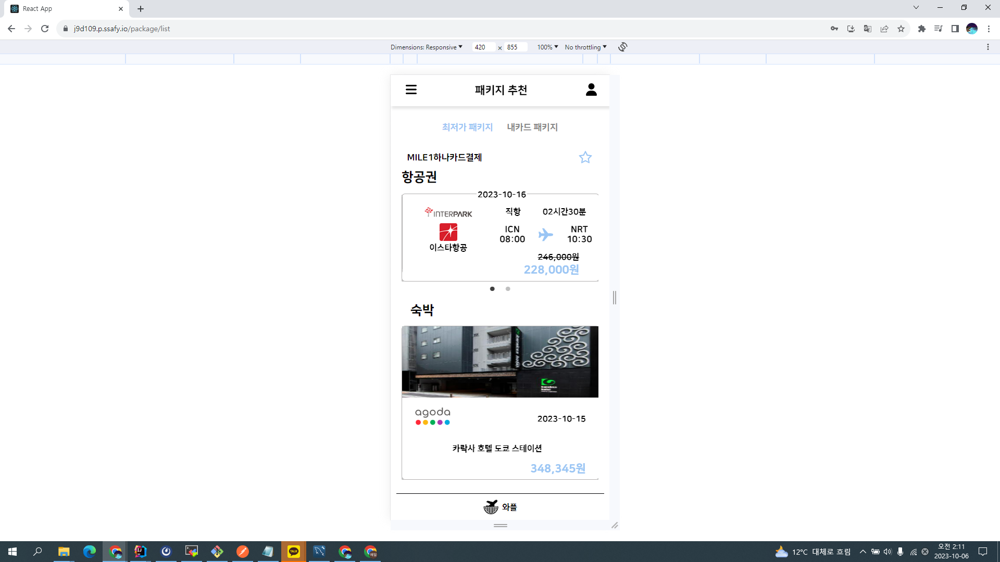 React App
j9d109.p.ssafy.io/package/list
Dimensions: Responsive 420 x 855 100% No throttling
패키지 추천
최저가 패키지 내카드 패키지
MILE1하나카드결제
항공권
2023-10-16
INTERPARK 직항 02시간30분
ICN NRT
08:00 10:30
이스타항공
246,000원
228,000원
숙박
agoda
2023-10-15
카락사 호텔 도쿄 스테이션
348,345원
와플
12°C 대체로 흐림
오전 2:11
2023-10-06